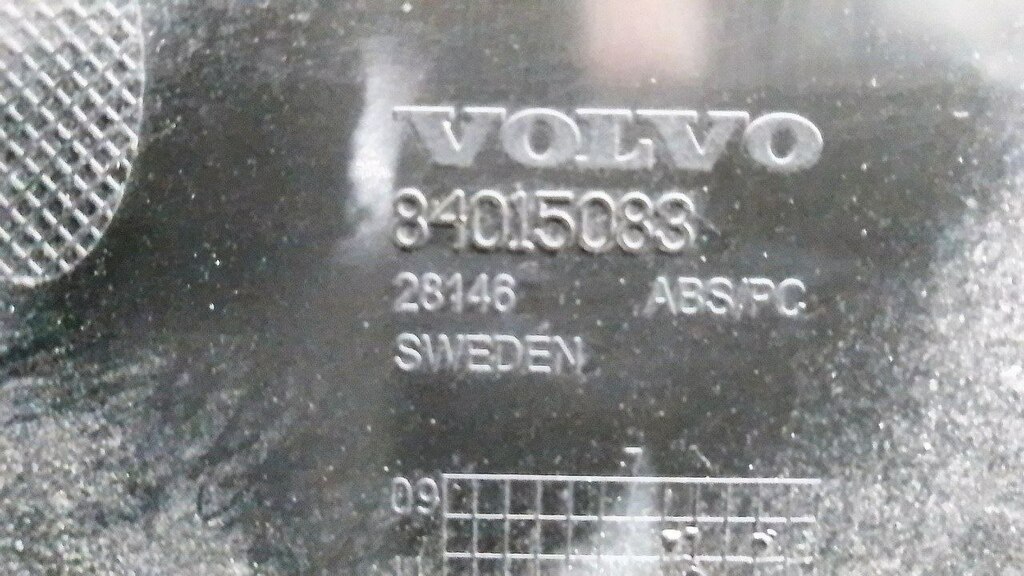 VOLVO
84015083
28146 ABS/PC
SWEDEN
09